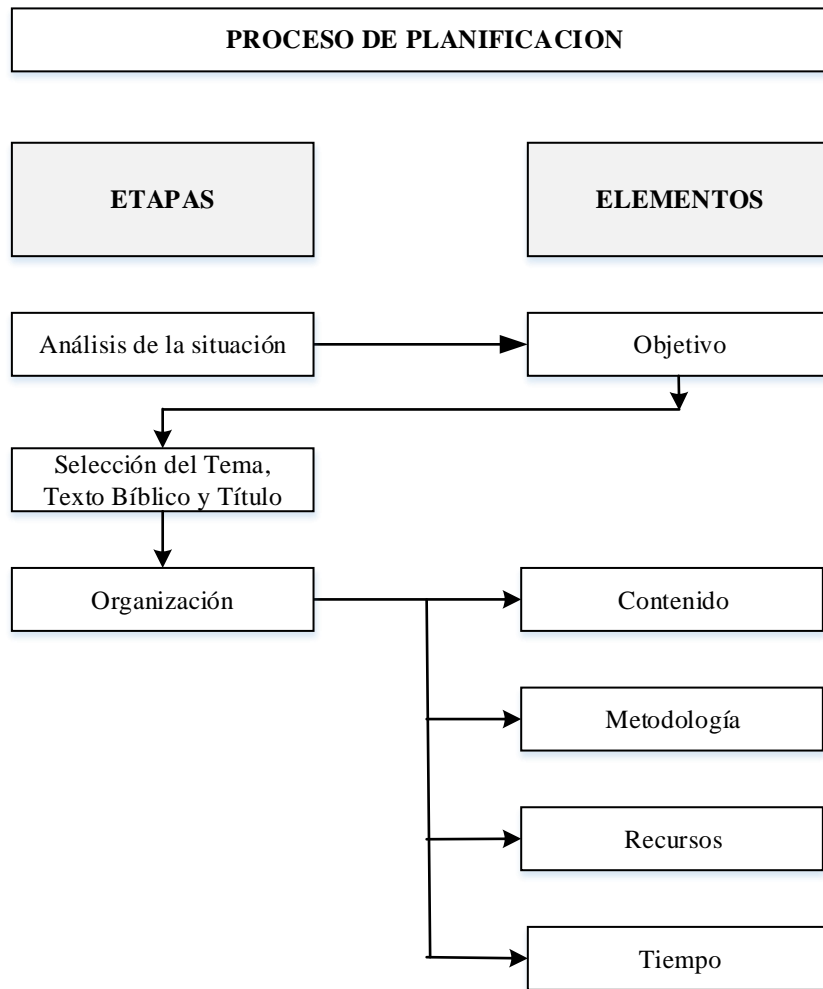 PROCESO DE PLANIFICACION
ETAPAS
ELEMENTOS
Análisis de la situación
Objetivo
Selección del Tema,
Texto Bíblico y Título
Organización
Contenido
Metodología
Recursos
Tiempo